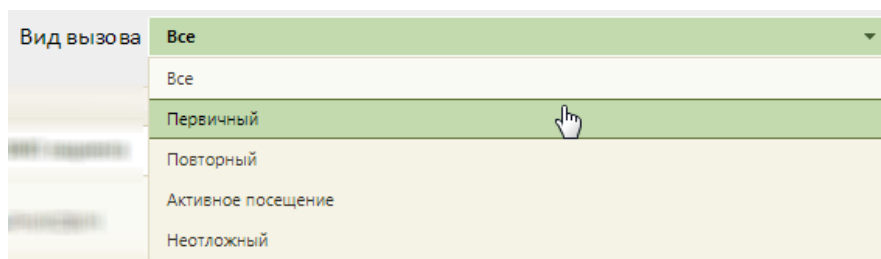 Вид вызова Все
Все
Первичный
Повторный
Активное посещение
Неотложный